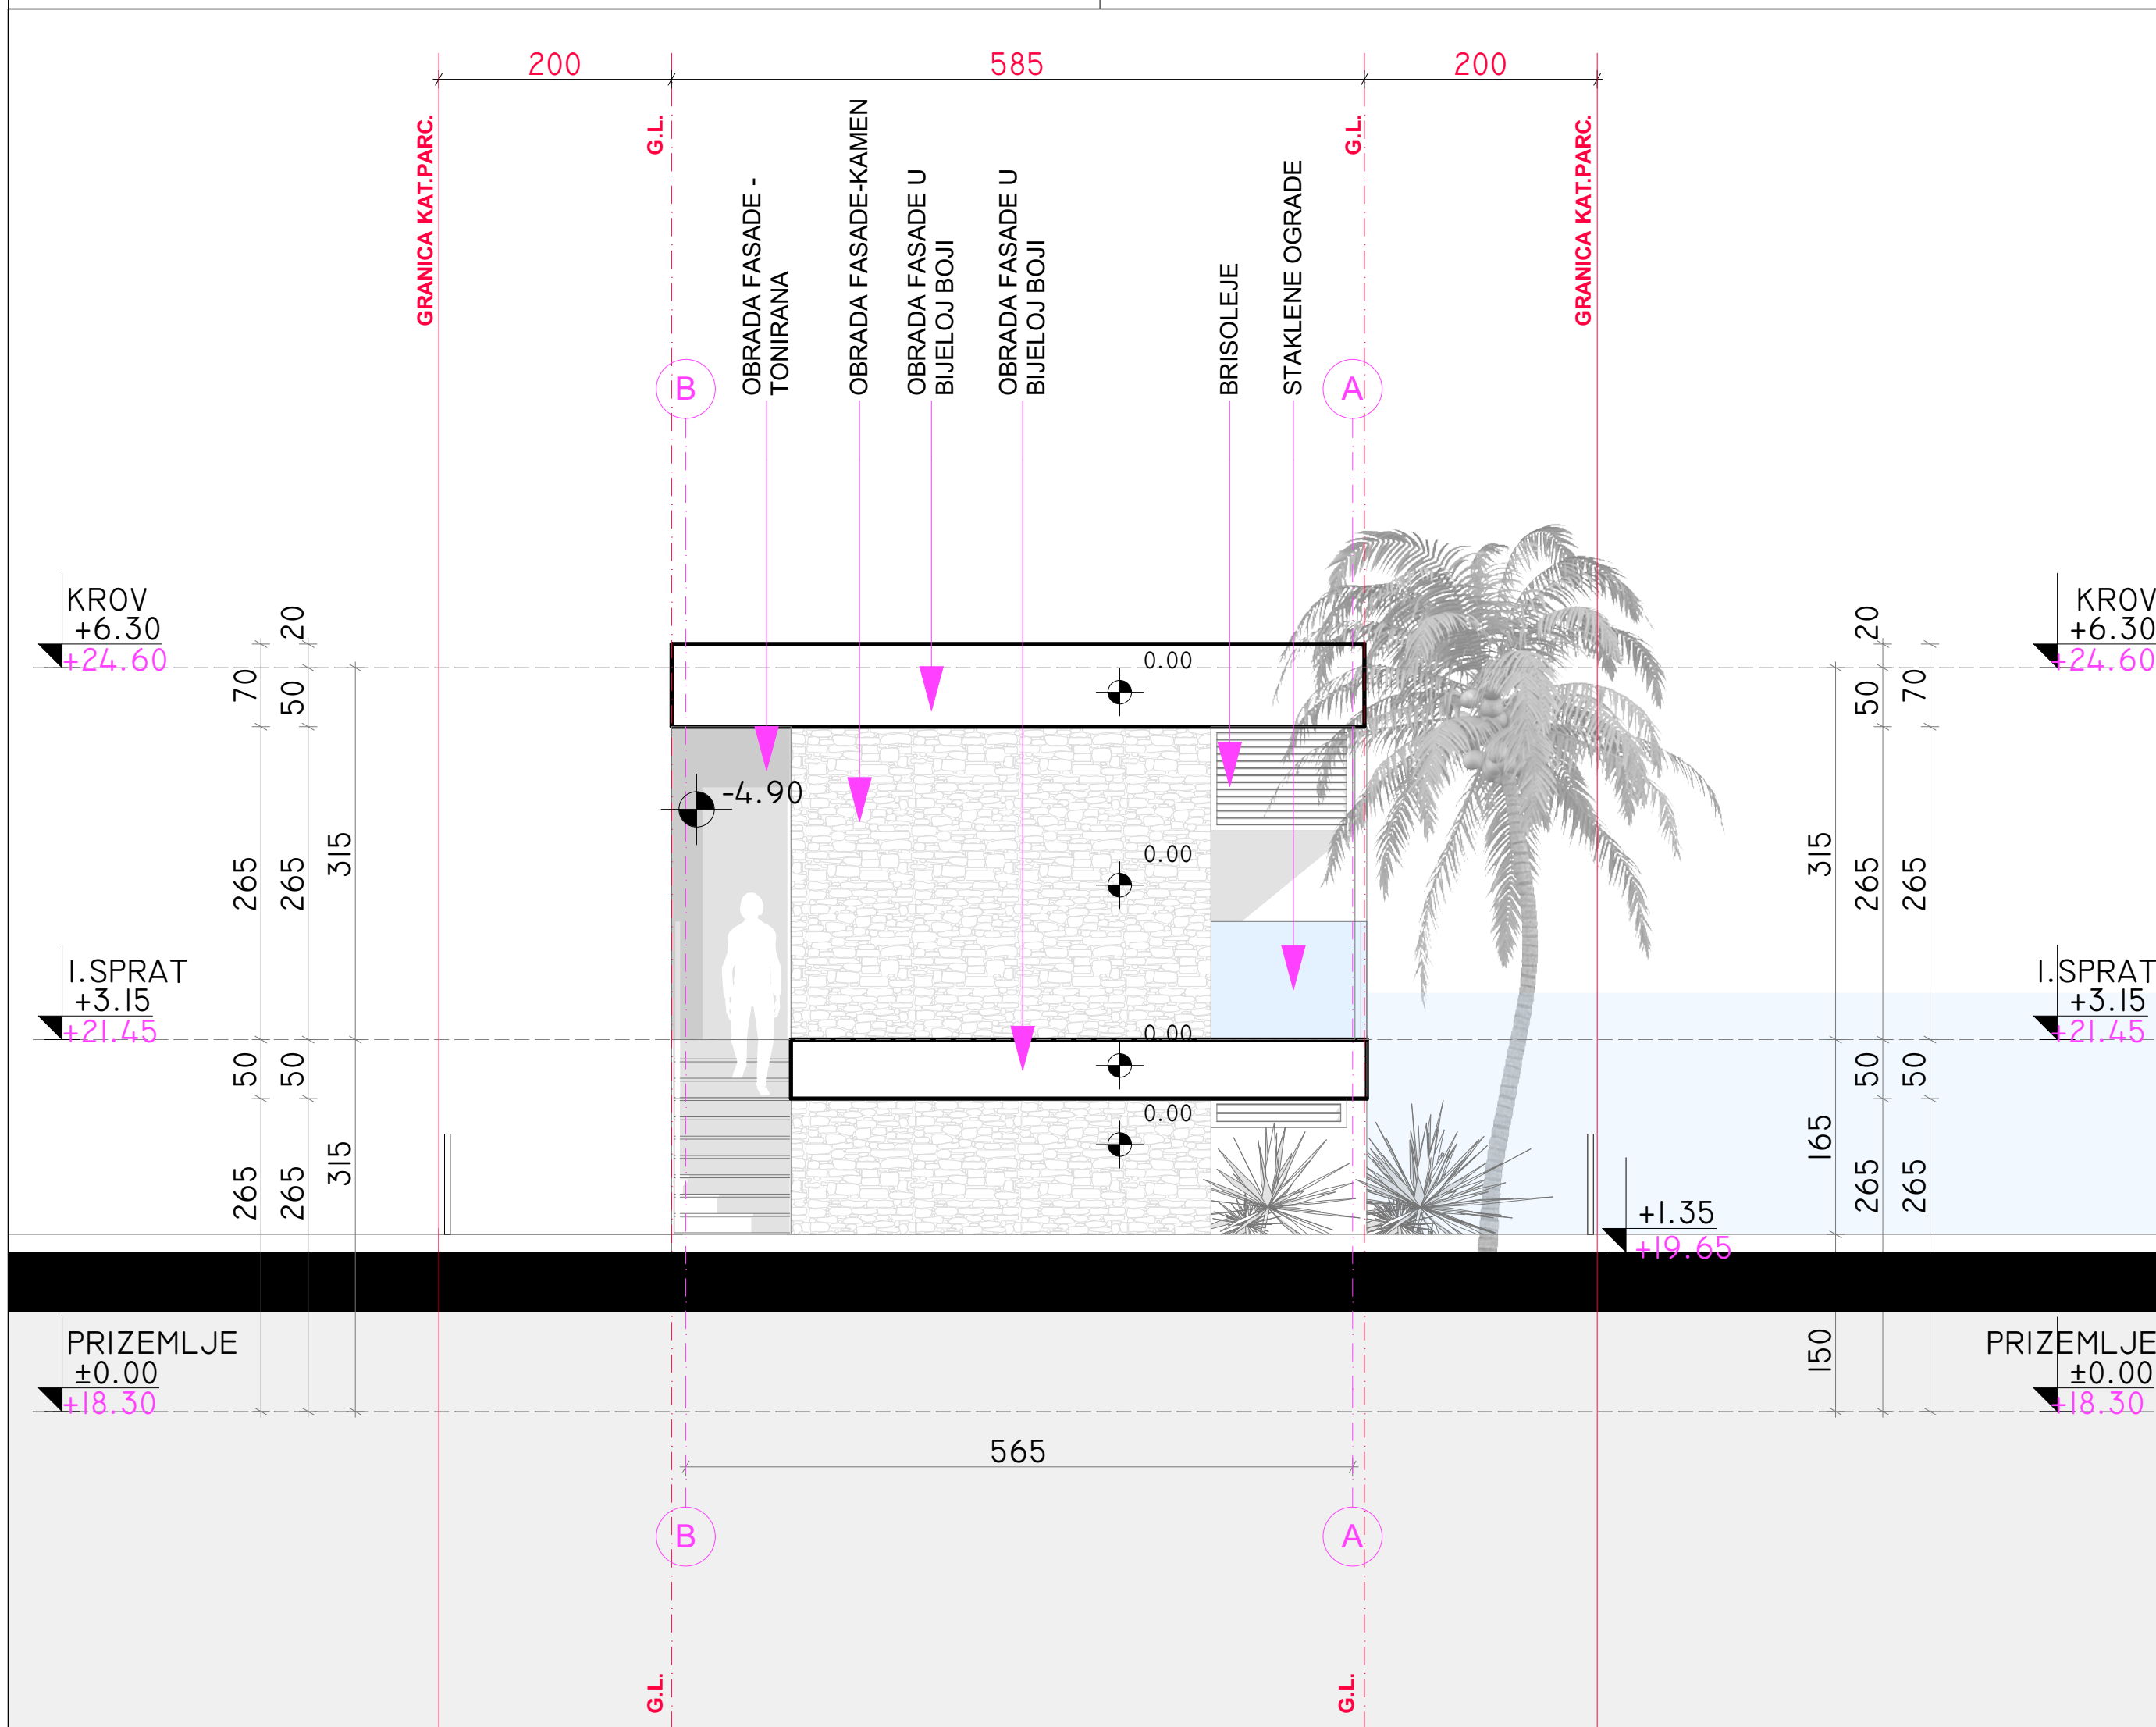 200
585
200
GRANICA KAT.PARC.
G.L.
OBRADA FASADE -
TONIRANA
OBRADA FASADE-KAMEN
OBRADA FASADE U
BIJELOJ BOJI
OBRADA FASADE U
BIJELOJ BOJI
BRISOLEJE
STAKLENE OGRADE
G.L.
GRANICA KAT.PARC.
B
A
KROV
+6.30
+24.60
20
70
50
0.00
20
50
70
KROV
+6.30
+24.60
-4.90
0.00
265
265
315
315
265
265
I.SPRAT
+3.15
+21.45
0.00
I.SPRAT
+3.15
+21.45
50
50
50
50
0.00
265
265
315
165
265
265
+1.35
+19.65
PRIZEMLJE
±0.00
+18.30
150
PRIZEMLJE
±0.00
+18.30
565
B
A
G.L.
G.L.